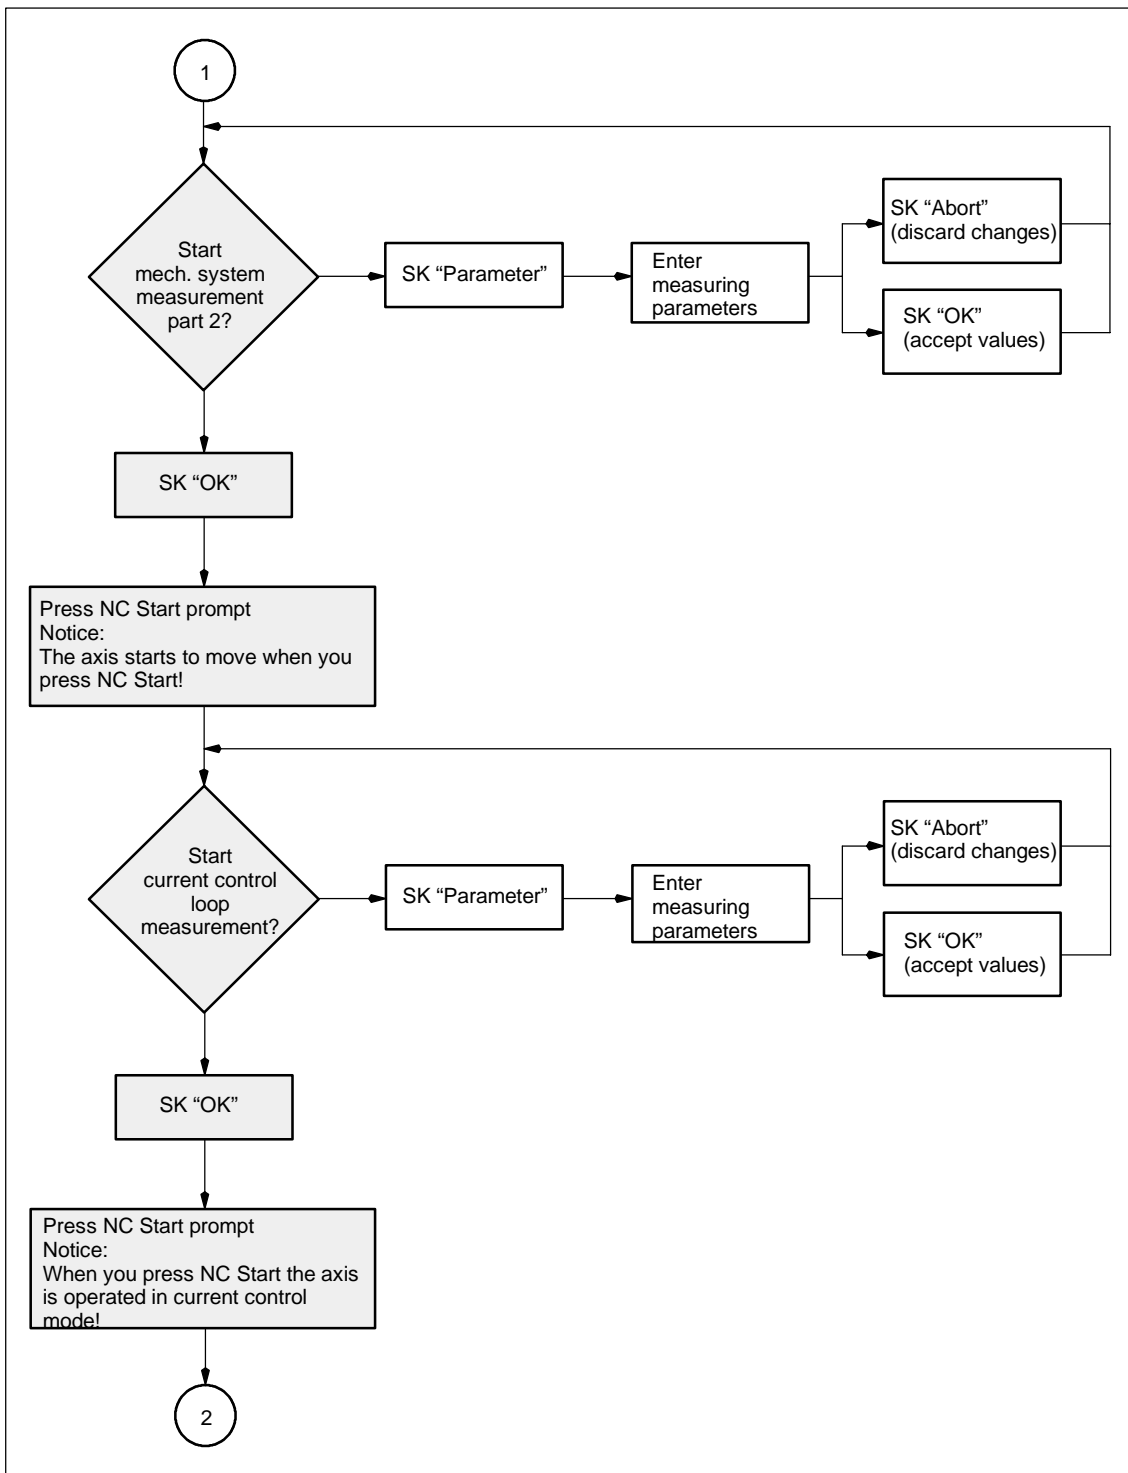 1
Start
mech. system
measurement
part 2?
SK “Parameter”
Enter
measuring
parameters
SK “Abort”
(discard changes)
SK “OK”
(accept values)
SK “OK”
Press NC Start prompt
Notice:
The axis starts to move when you
press NC Start!
Start
current control
loop
measurement?
SK “Parameter”
Enter
measuring
parameters
SK “Abort”
(discard changes)
SK “OK”
(accept values)
SK “OK”
Press NC Start prompt
Notice:
When you press NC Start the axis
is operated in current control
mode!
2